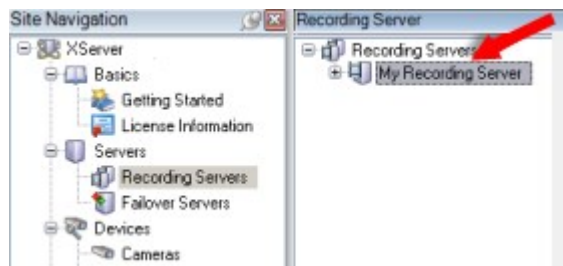 Site Navigation
XServer
Basics
Getting Started
License Information
Servers
Recording Servers
Failover Servers
Devices
Cameras
Recording Server
Recording Servers
My Recording Server